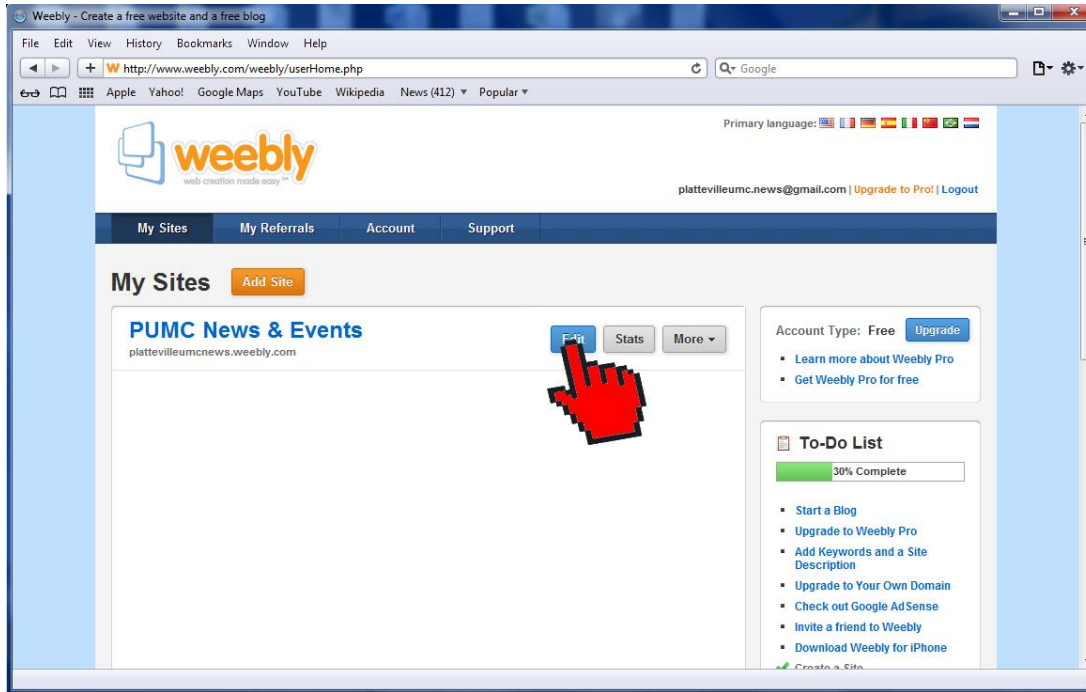 Weebly - Create a free website and a free blog
File Edit View History Bookmarks Window Help
http://www.weebly.com/weebly/userHome.php Google
Apple Yahoo! Google Maps YouTube Wikipedia News (412) Popular
Primary language:
weebly
web creation made easy ™
plattevilleumc.news@gmail.com | Upgrade to Pro! | Logout
My Sites My Referrals Account Support
My Sites Add Site
PUMC News & Events
plattevilleumcnews.weebly.com
Edit Stats More
Account Type: Free Upgrade
Learn more about Weebly Pro
Get Weebly Pro for free
To-Do List
30% Complete
Start a Blog
Upgrade to Weebly Pro
Add Keywords and a Site
Description
Upgrade to Your Own Domain
Check out Google AdSense
Invite a friend to Weebly
Download Weebly for iPhone
Create a Site